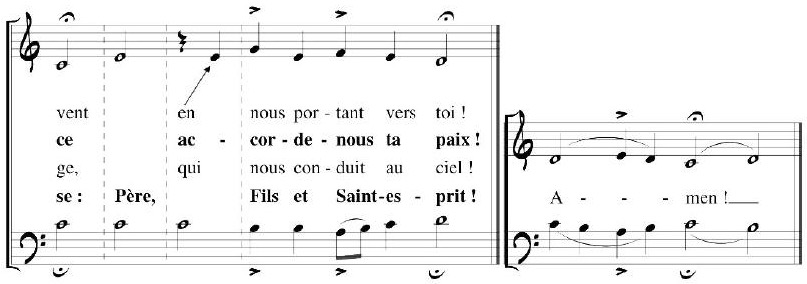 vent en nous por - tant vers toi !
ce ac - cor - de - nous ta paix !
ge, qui nous con - duit au ciel !
se : Père, Fils et Saint-es - prit !
A - - - men !